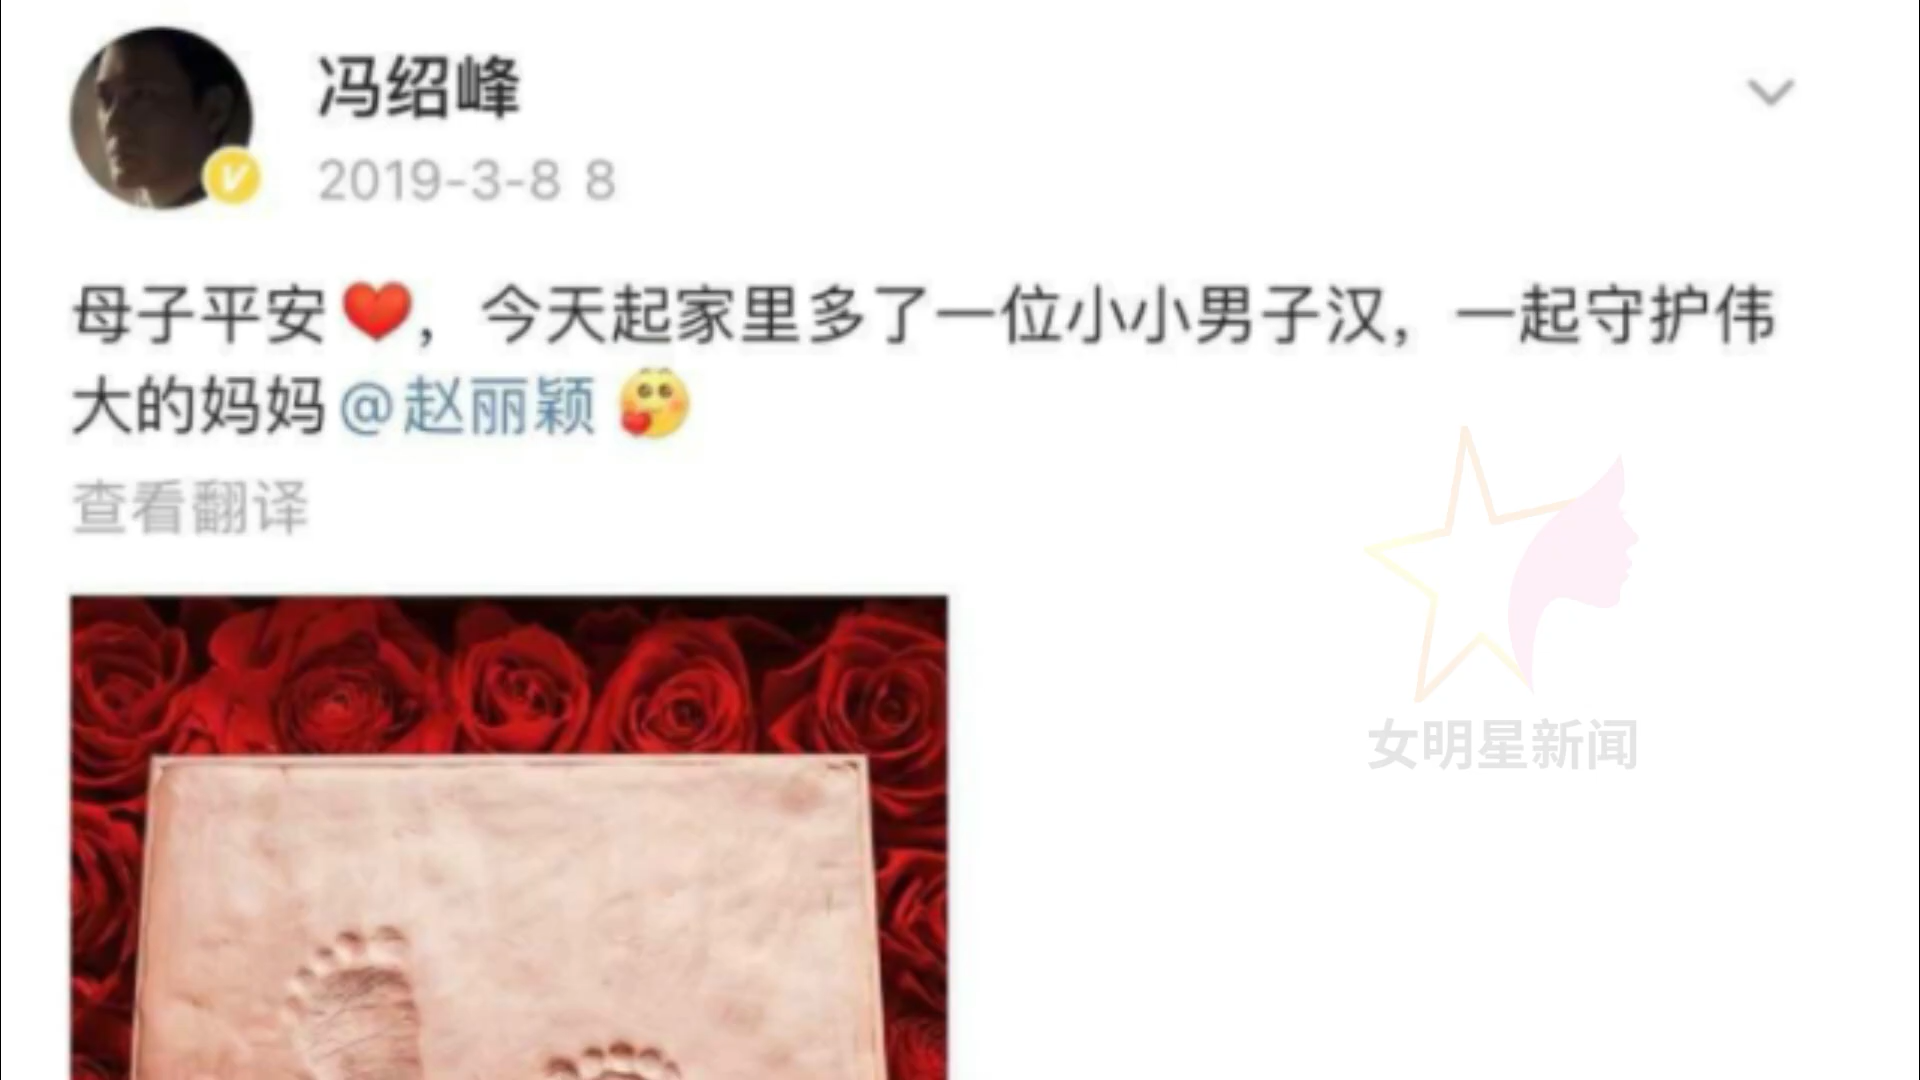 冯绍峰
2019-3-8 8
母子平安❤️，今天起家里多了一位小小男子汉，一起守护伟
大的妈妈@赵丽颖
查看翻译
女明星新闻